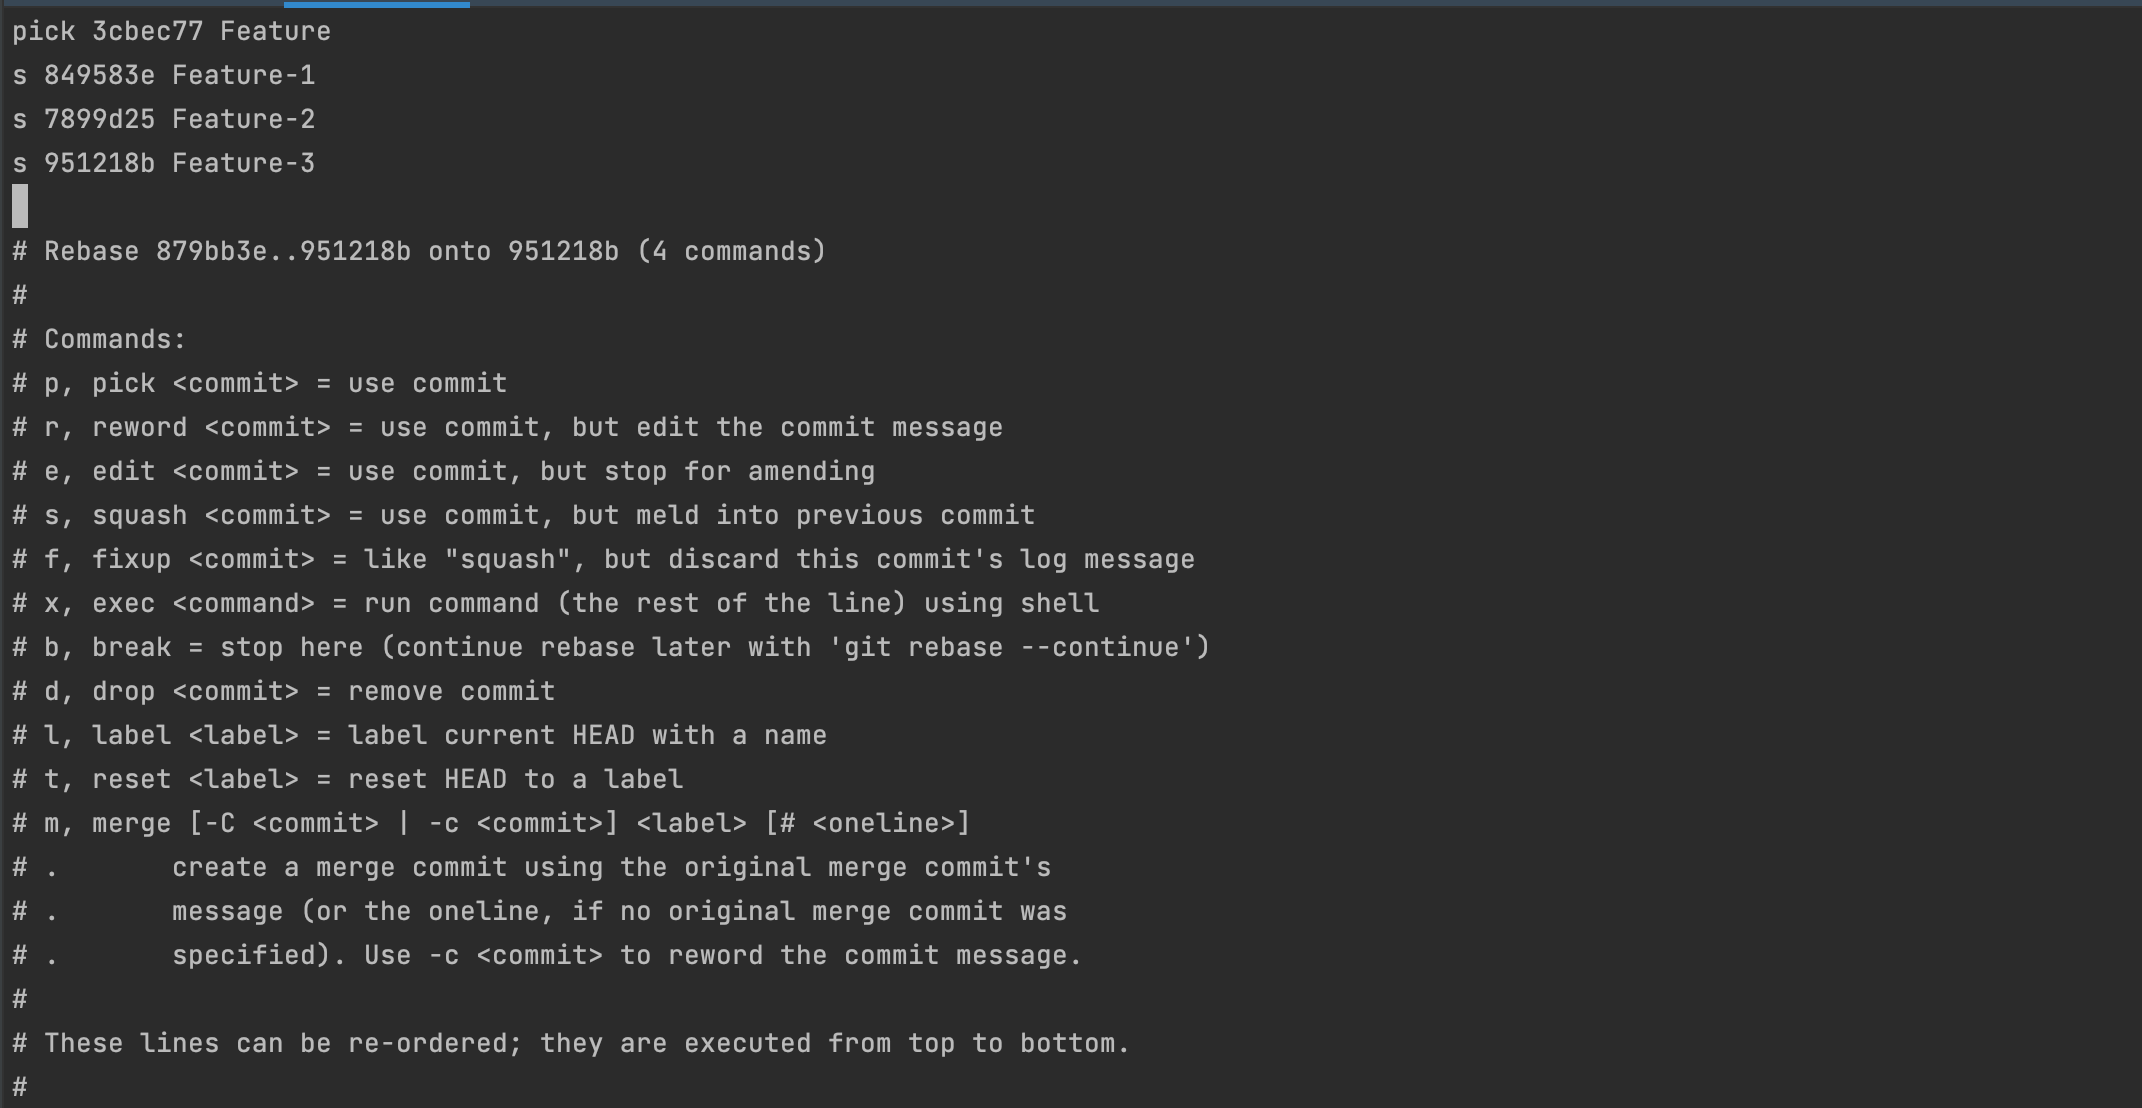 pick 3cbec77 Feature
s 849583e Feature-1
s 7899d25 Feature-2
s 951218b Feature-3
# Rebase 879bb3e..951218b onto 951218b (4 commands)
#
# Commands:
# p, pick <commit> = use commit
# r, reword <commit> = use commit, but edit the commit message
# e, edit <commit> = use commit, but stop for amending
# s, squash <commit> = use commit, but meld into previous commit
# f, fixup <commit> = like "squash", but discard this commit's log message
# x, exec <command> = run command (the rest of the line) using shell
# b, break = stop here (continue rebase later with 'git rebase --continue')
# d, drop <commit> = remove commit
# l, label <label> = label current HEAD with a name
# t, reset <label> = reset HEAD to a label
# m, merge [-C <commit> | -c <commit>] <label> [# <oneline>]
# .       create a merge commit using the original merge commit's
# .       message (or the oneline, if no original merge commit was
# .       specified). Use -c <commit> to reword the commit message.
#
# These lines can be re-ordered; they are executed from top to bottom.
#